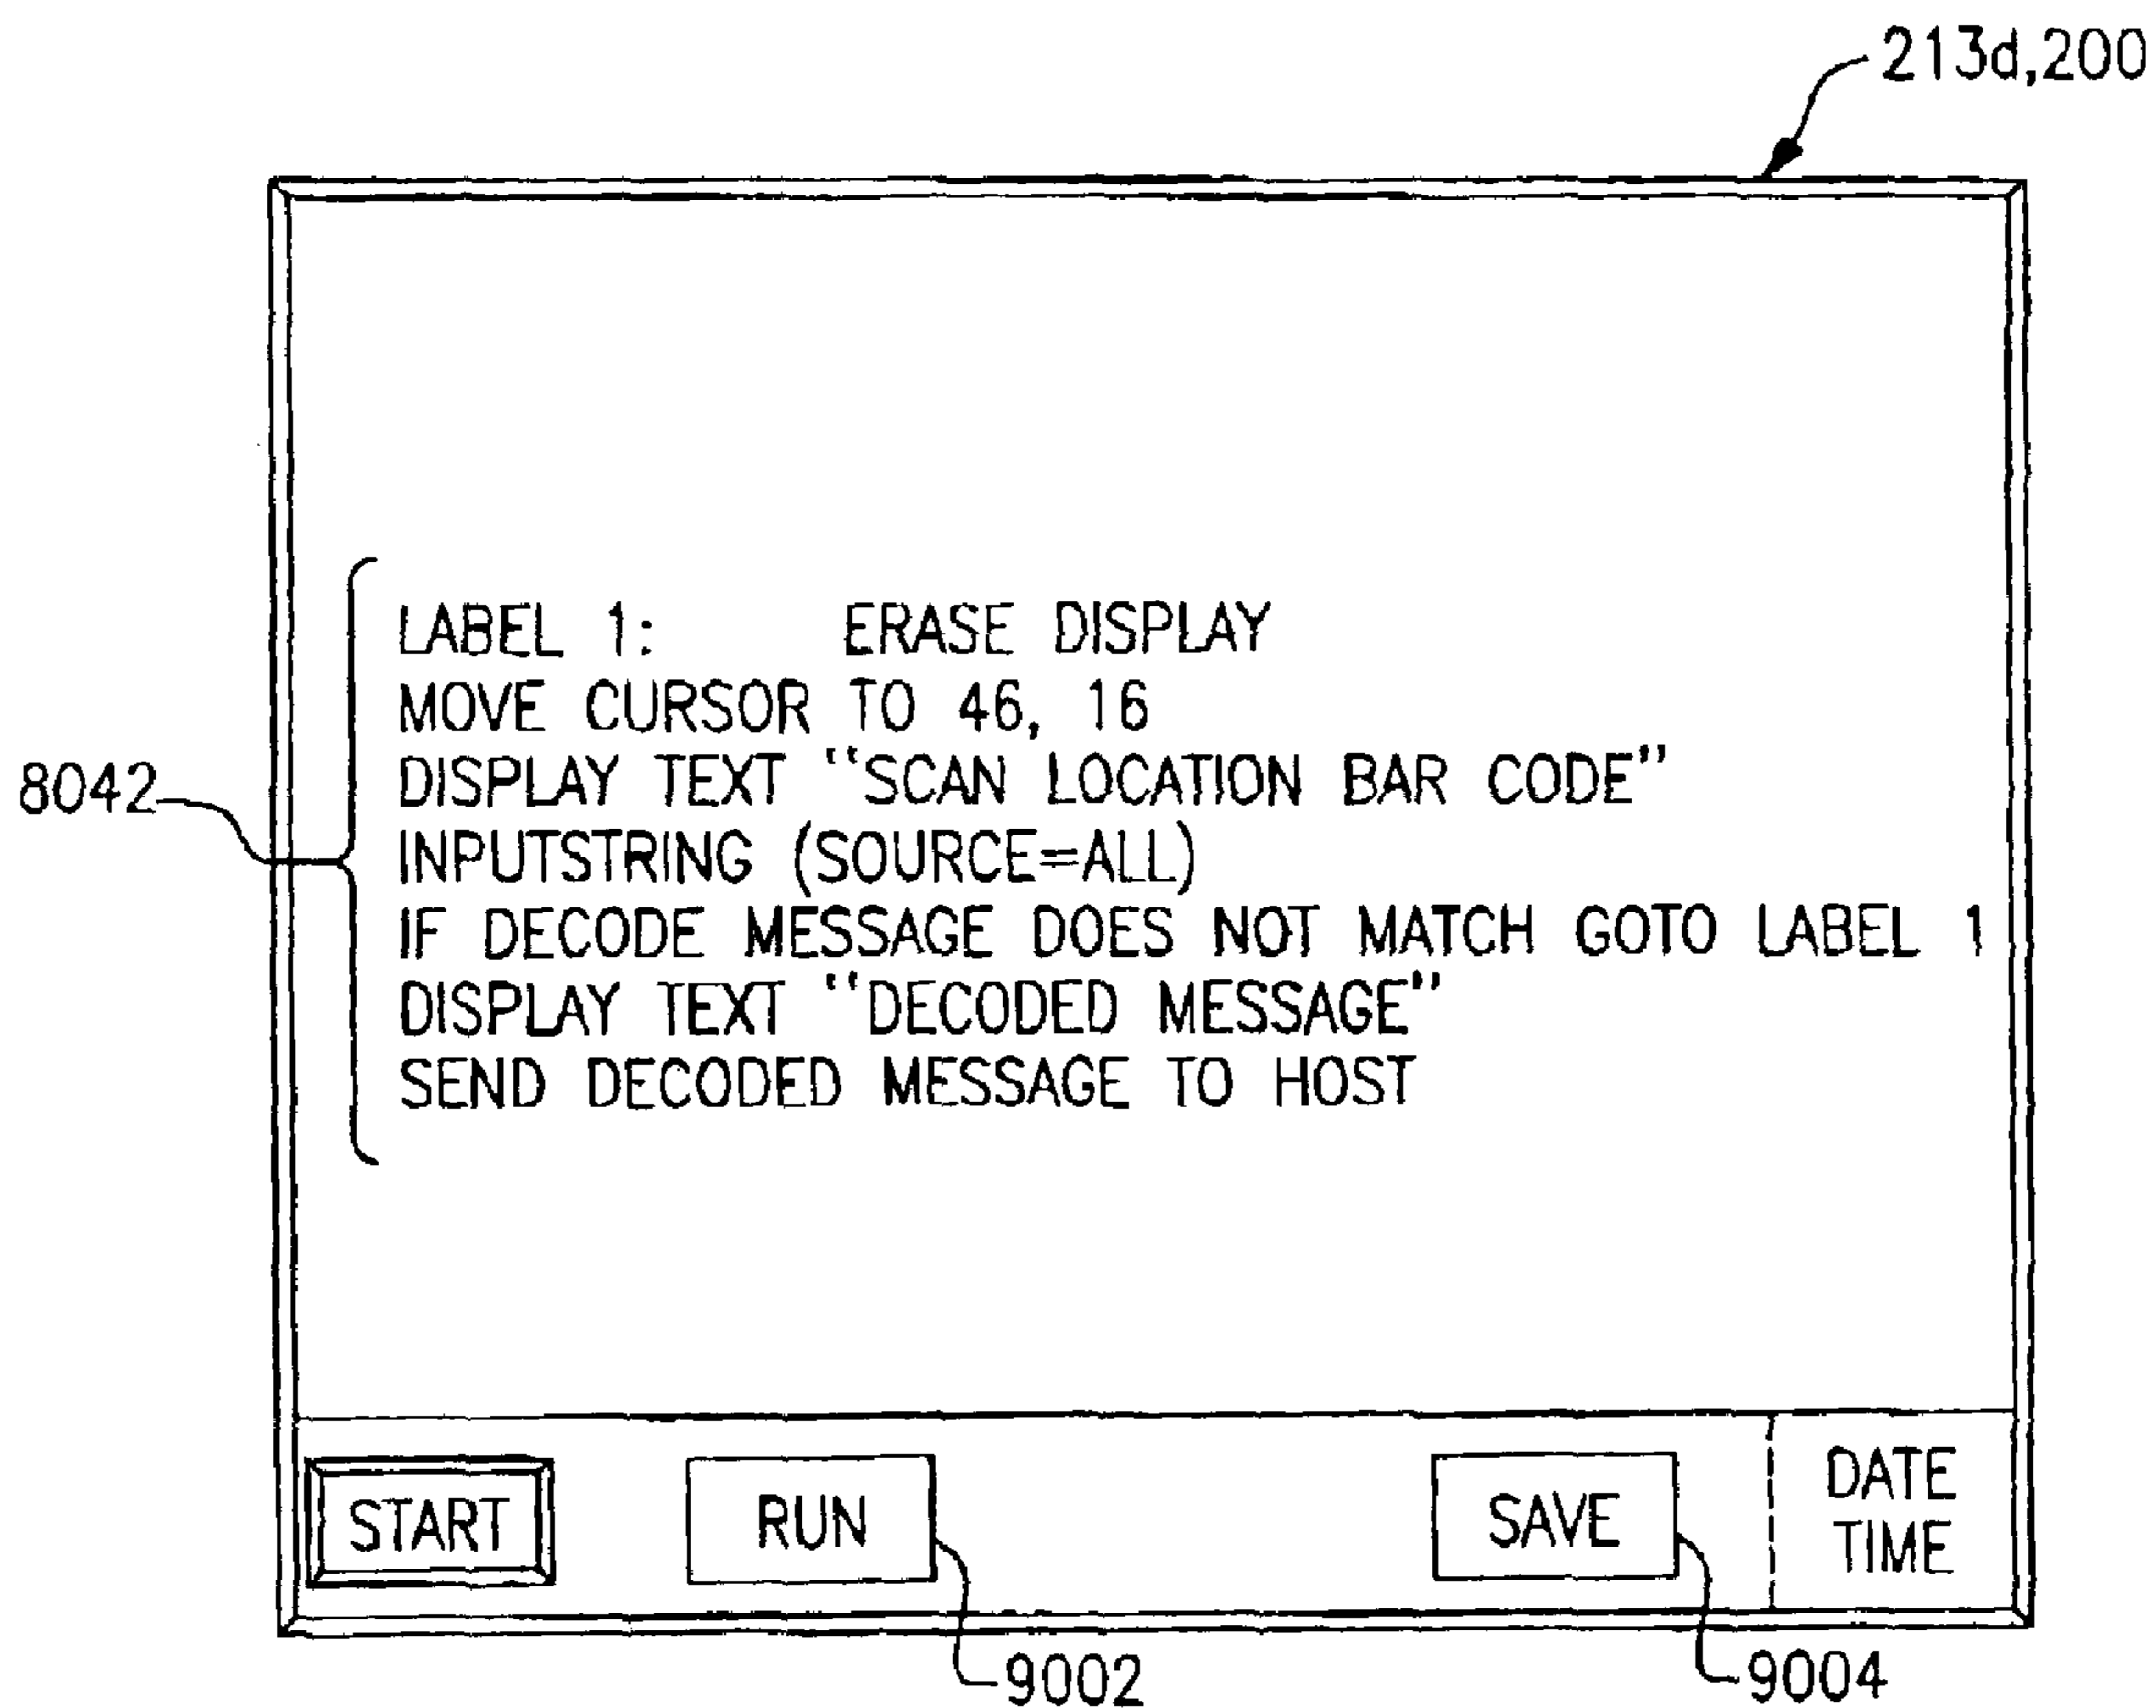 213d,200
LABEL 1: ERASE DISPLAY
MOVE CURSOR TO 46, 16
DISPLAY TEXT "SCAN LOCATION BAR CODE"
8042
INPUTSTRING (SOURCE=ALL)
IF DECODE MESSAGE DOES NOT MATCH GOTO LABEL 1
DISPLAY TEXT "DECODED MESSAGE"
SEND DECODED MESSAGE TO HOST
START
RUN
SAVE
DATE
TIME
9002
9004